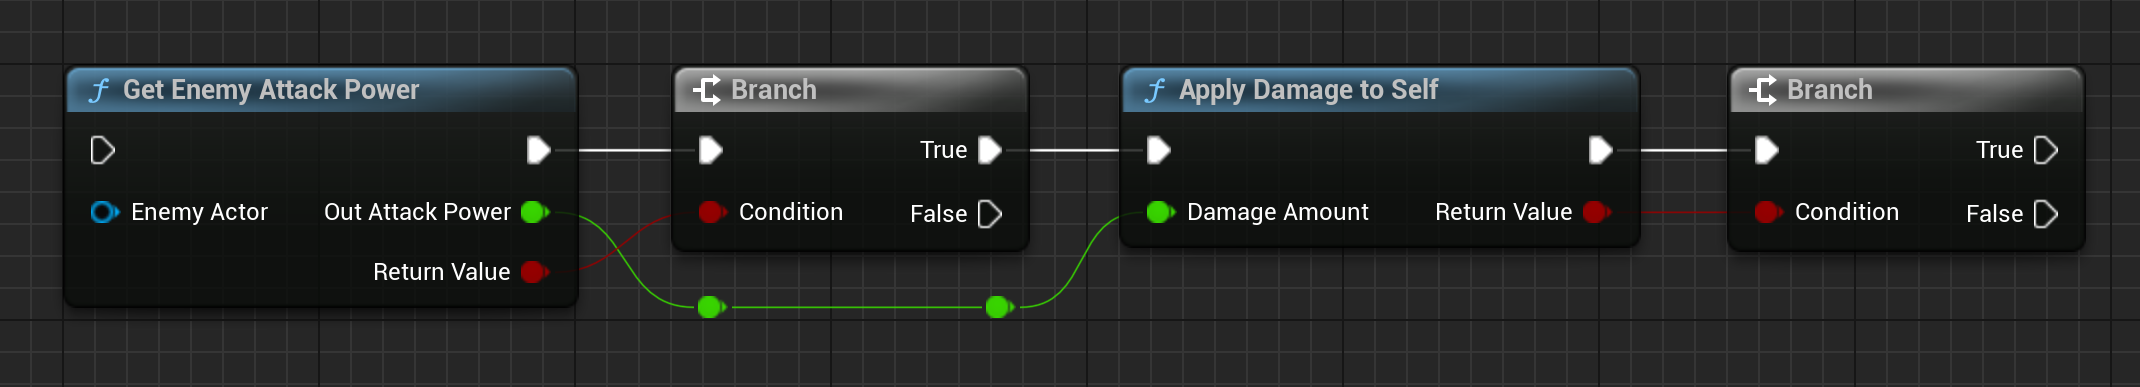 Get Enemy Attack Power
Enemy Actor
Out Attack Power
Return Value
Branch
True
Condition
False
Apply Damage to Self
Damage Amount
Return Value
Branch
True
Condition
False